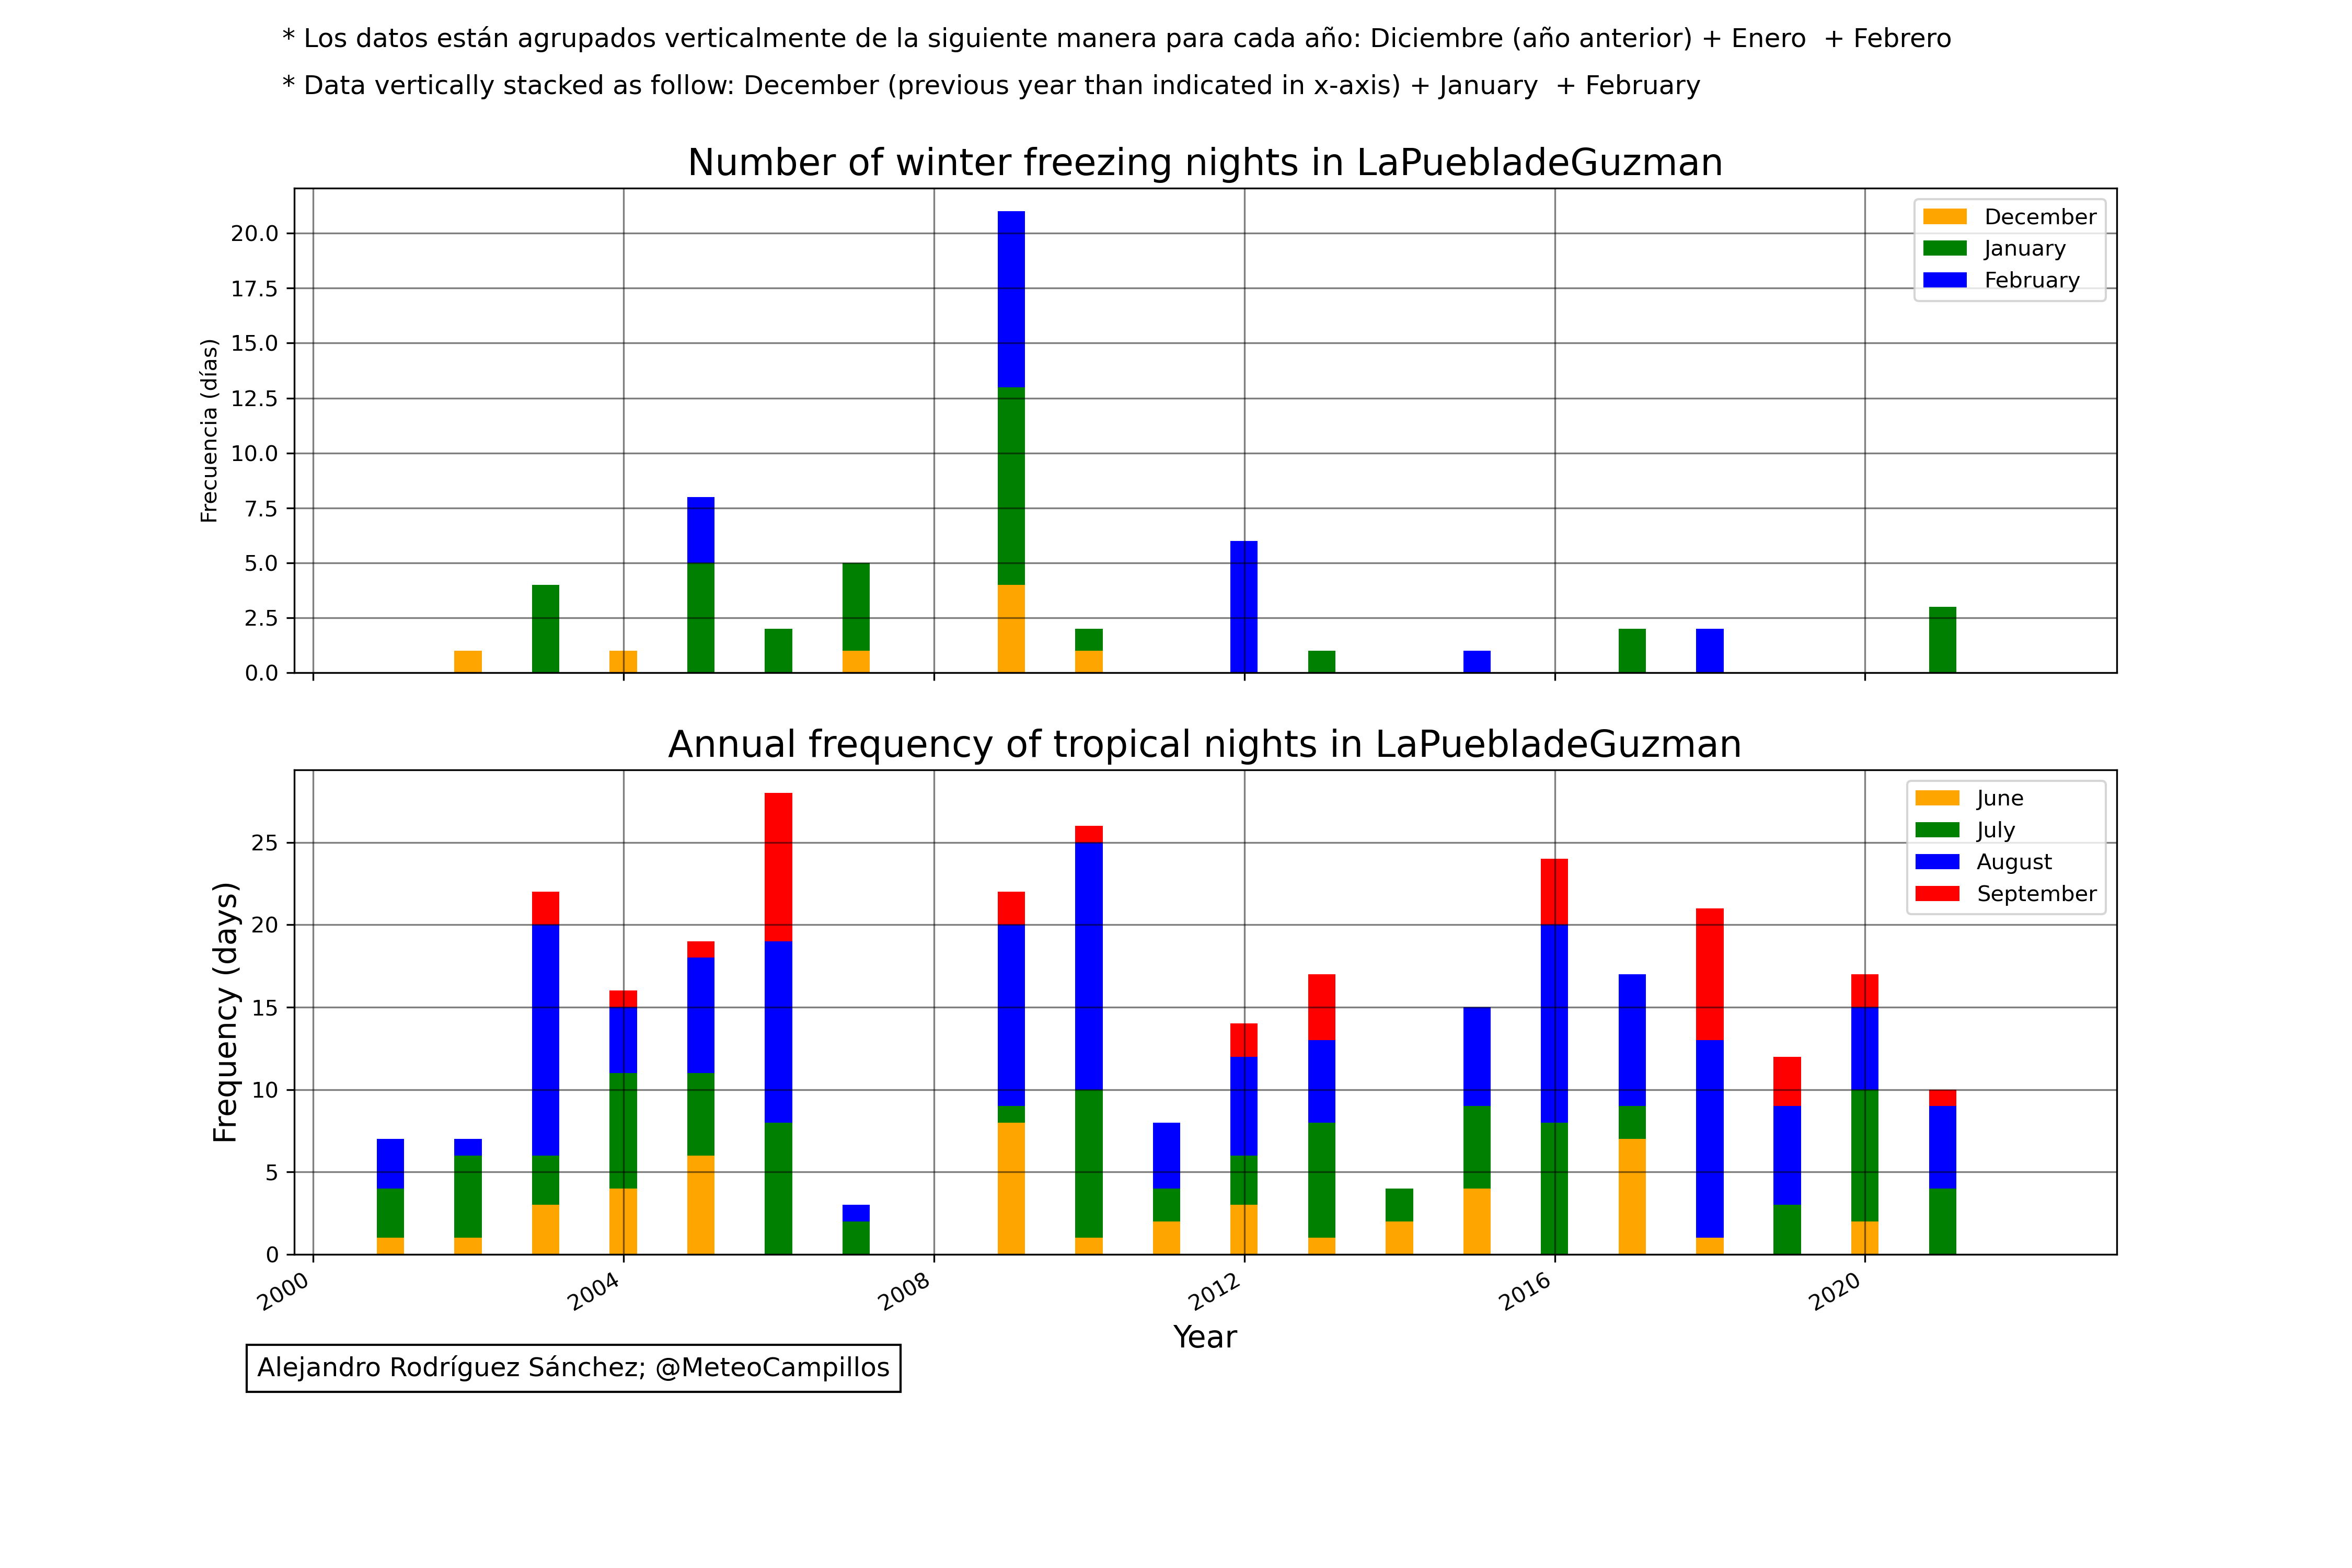 * Los datos están agrupados verticalmente de la siguiente manera para cada año: Diciembre (año anterior) + Enero  + Febrero
* Data vertically stacked as follow: December (previous year than indicated in x-axis) + January  + February
Number of winter freezing nights in LaPuebladeGuzman
Frecuencia (días)
20.0
17.5
15.0
12.5
10.0
7.5
5.0
2.5
0.0
December
January
February
Annual frequency of tropical nights in LaPuebladeGuzman
Frequency (days)
25
20
15
10
5
0
June
July
August
September
2000
2004
2008
2012
2016
2020
Year
Alejandro Rodríguez Sánchez; @MeteoCampillos